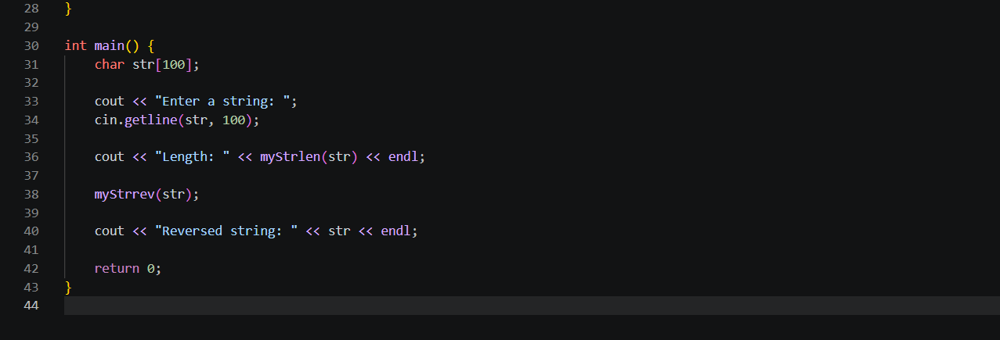 28 }
29
30 int main() {
31     char str[100];
32
33     cout << "Enter a string: ";
34     cin.getline(str, 100);
35
36     cout << "Length: " << myStrlen(str) << endl;
37
38     myStrrev(str);
39
40     cout << "Reversed string: " << str << endl;
41
42     return 0;
43 }
44